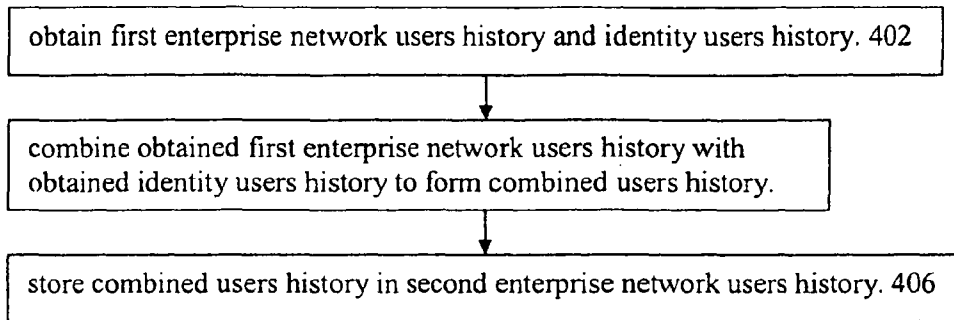 obtain first enterprise network users history and identity users history. 402
combine obtained first enterprise network users history with
obtained identity users history to form combined users history.
store combined users history in second enterprise network users history. 406